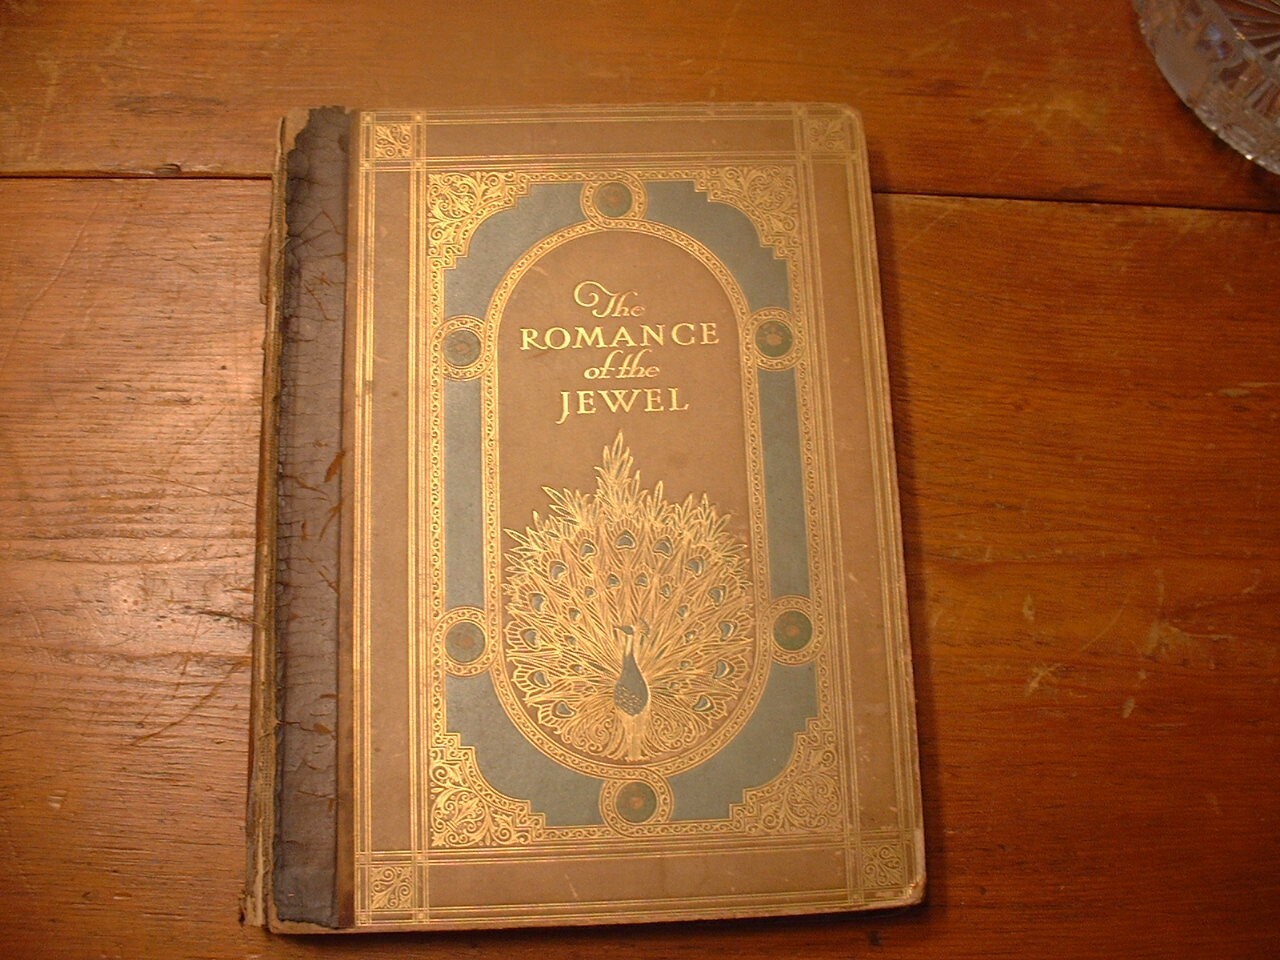 The
ROMANCE
of the
JEWEL